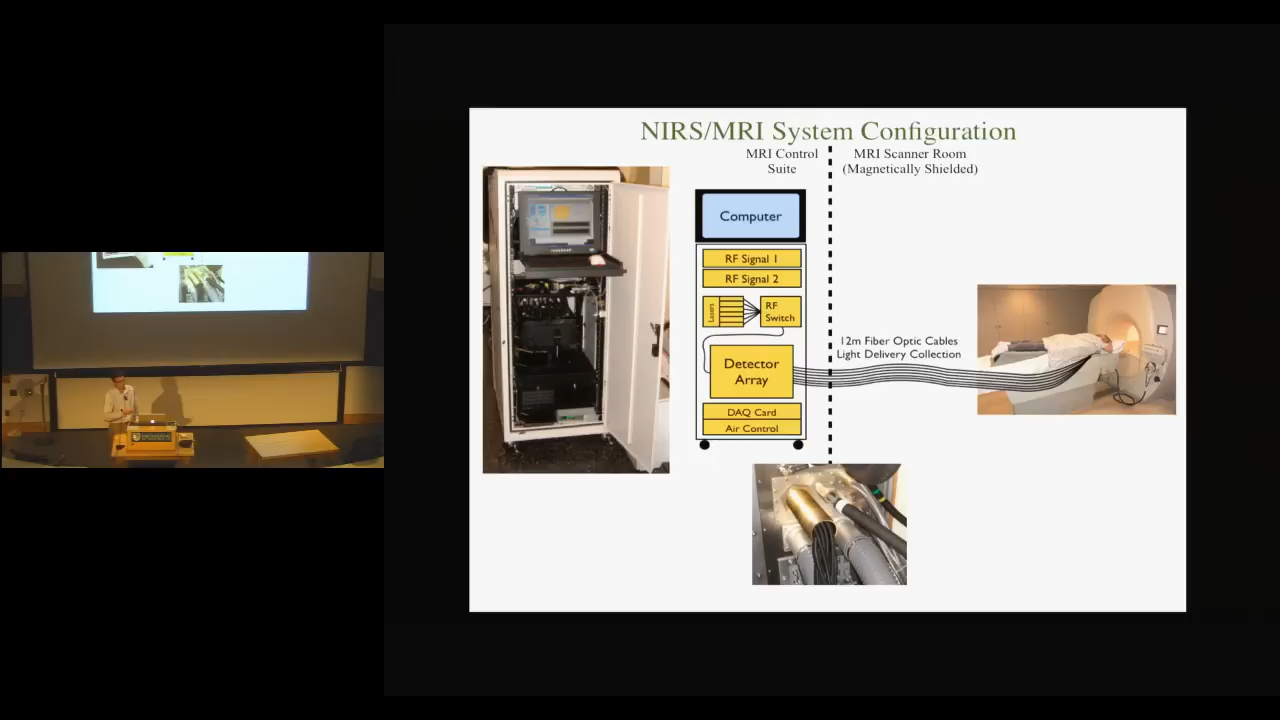 NIRS/MRI System Configuration
MRI Control
Suite
MRI Scanner Room
(Magnetically Shielded)
Computer
RF Signal 1
RF Signal 2
Lasers
RF
Switch
Detector
Array
DAQ Card
Air Control
12m Fiber Optic Cables
Light Delivery Collection